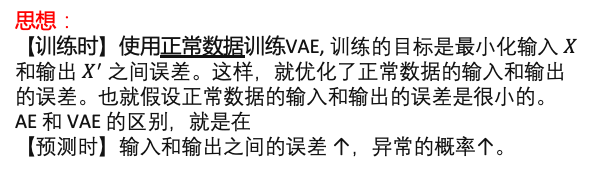 思想：
【训练时】使用正常数据训练VAE, 训练的目标是最小化输入 X
和输出 X′ 之间误差。这样，就优化了正常数据的输入和输出
的误差。也就假设正常数据的输入和输出的误差是很小的。
AE 和 VAE 的区别，就是在
【预测时】输入和输出之间的误差 ↑，异常的概率↑。